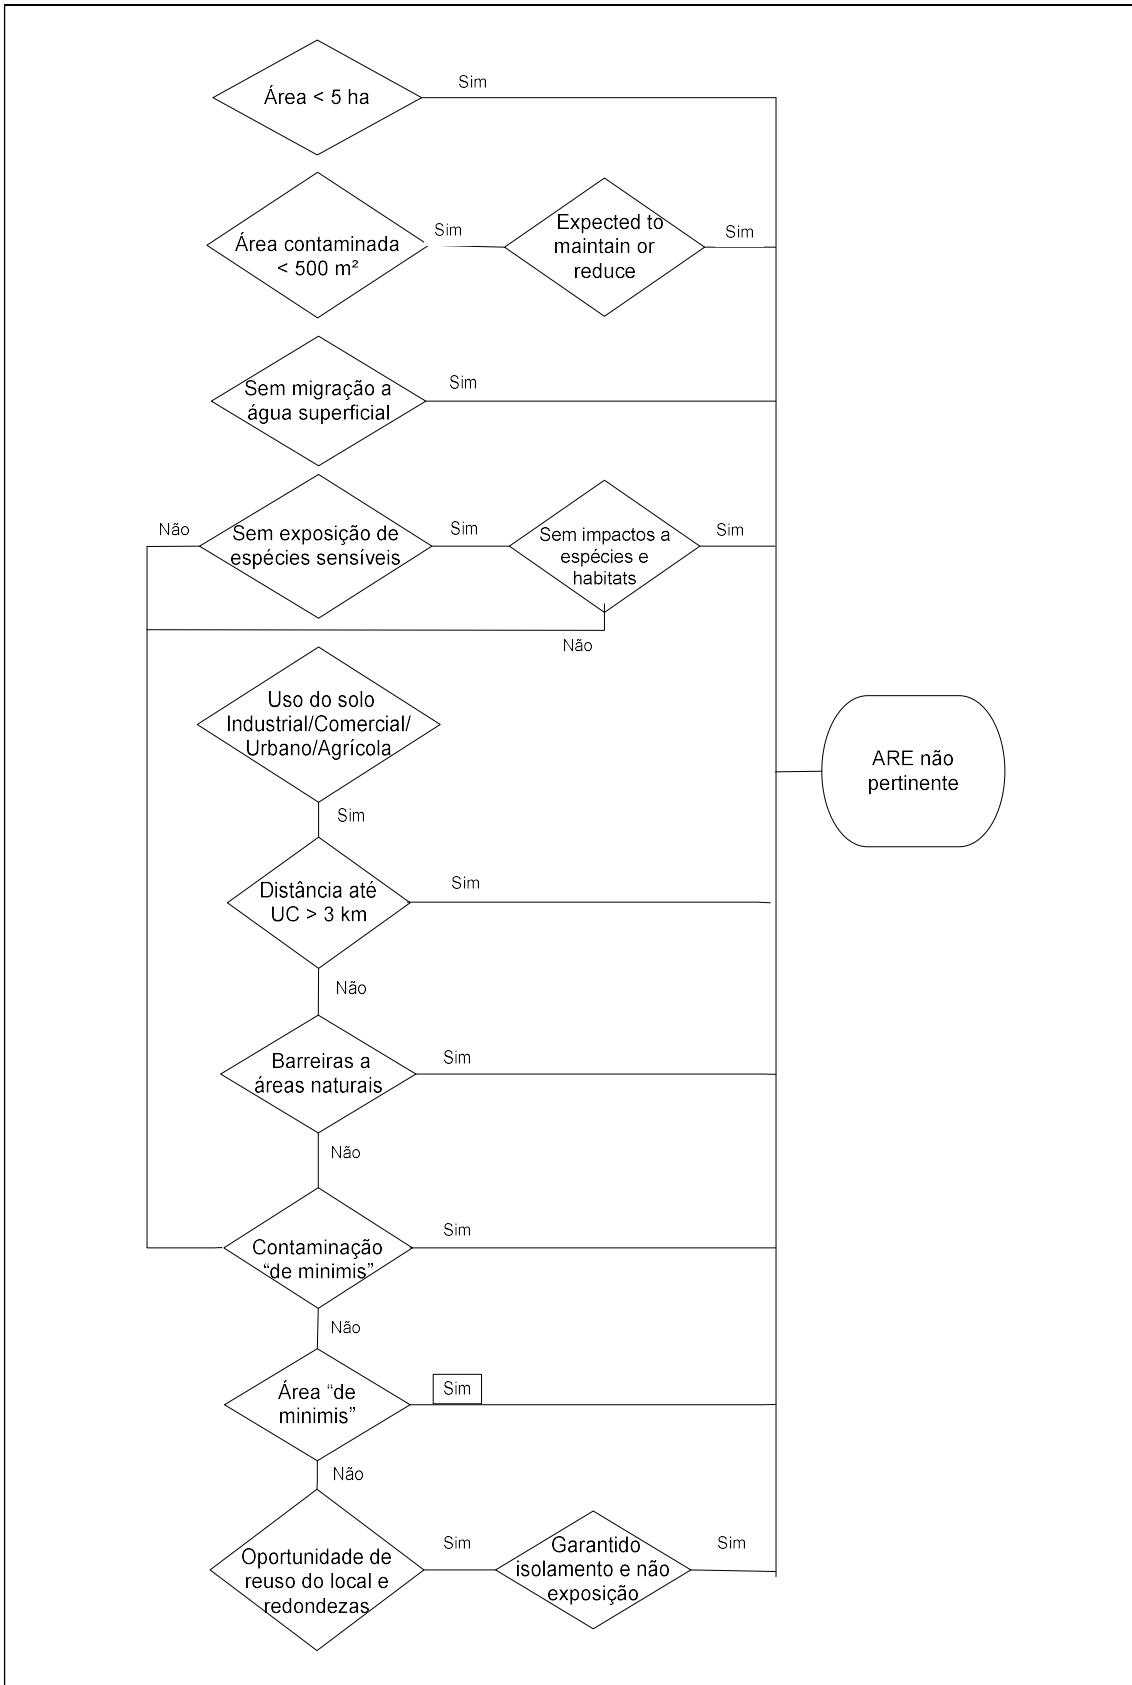 Área < 5 ha
Sim
Área contaminada
< 500 m²
Sim
Expected to
maintain or
reduce
Sim
Sem migração a
água superficial
Sim
Não
Sem exposição de
espécies sensíveis
Sim
Sem impactos a
espécies e
habitats
Sim
Não
Uso do solo
Industrial/Comercial/
Urbano/Agrícola
Sim
ARE não
pertinente
Distância até
UC > 3 km
Sim
Não
Barreiras a
áreas naturais
Sim
Não
Contaminação
“de minimis”
Sim
Não
Área “de
minimis”
Sim
Não
Oportunidade de
reuso do local e
redondezas
Sim
Garantido
isolamento e não
exposição
Sim